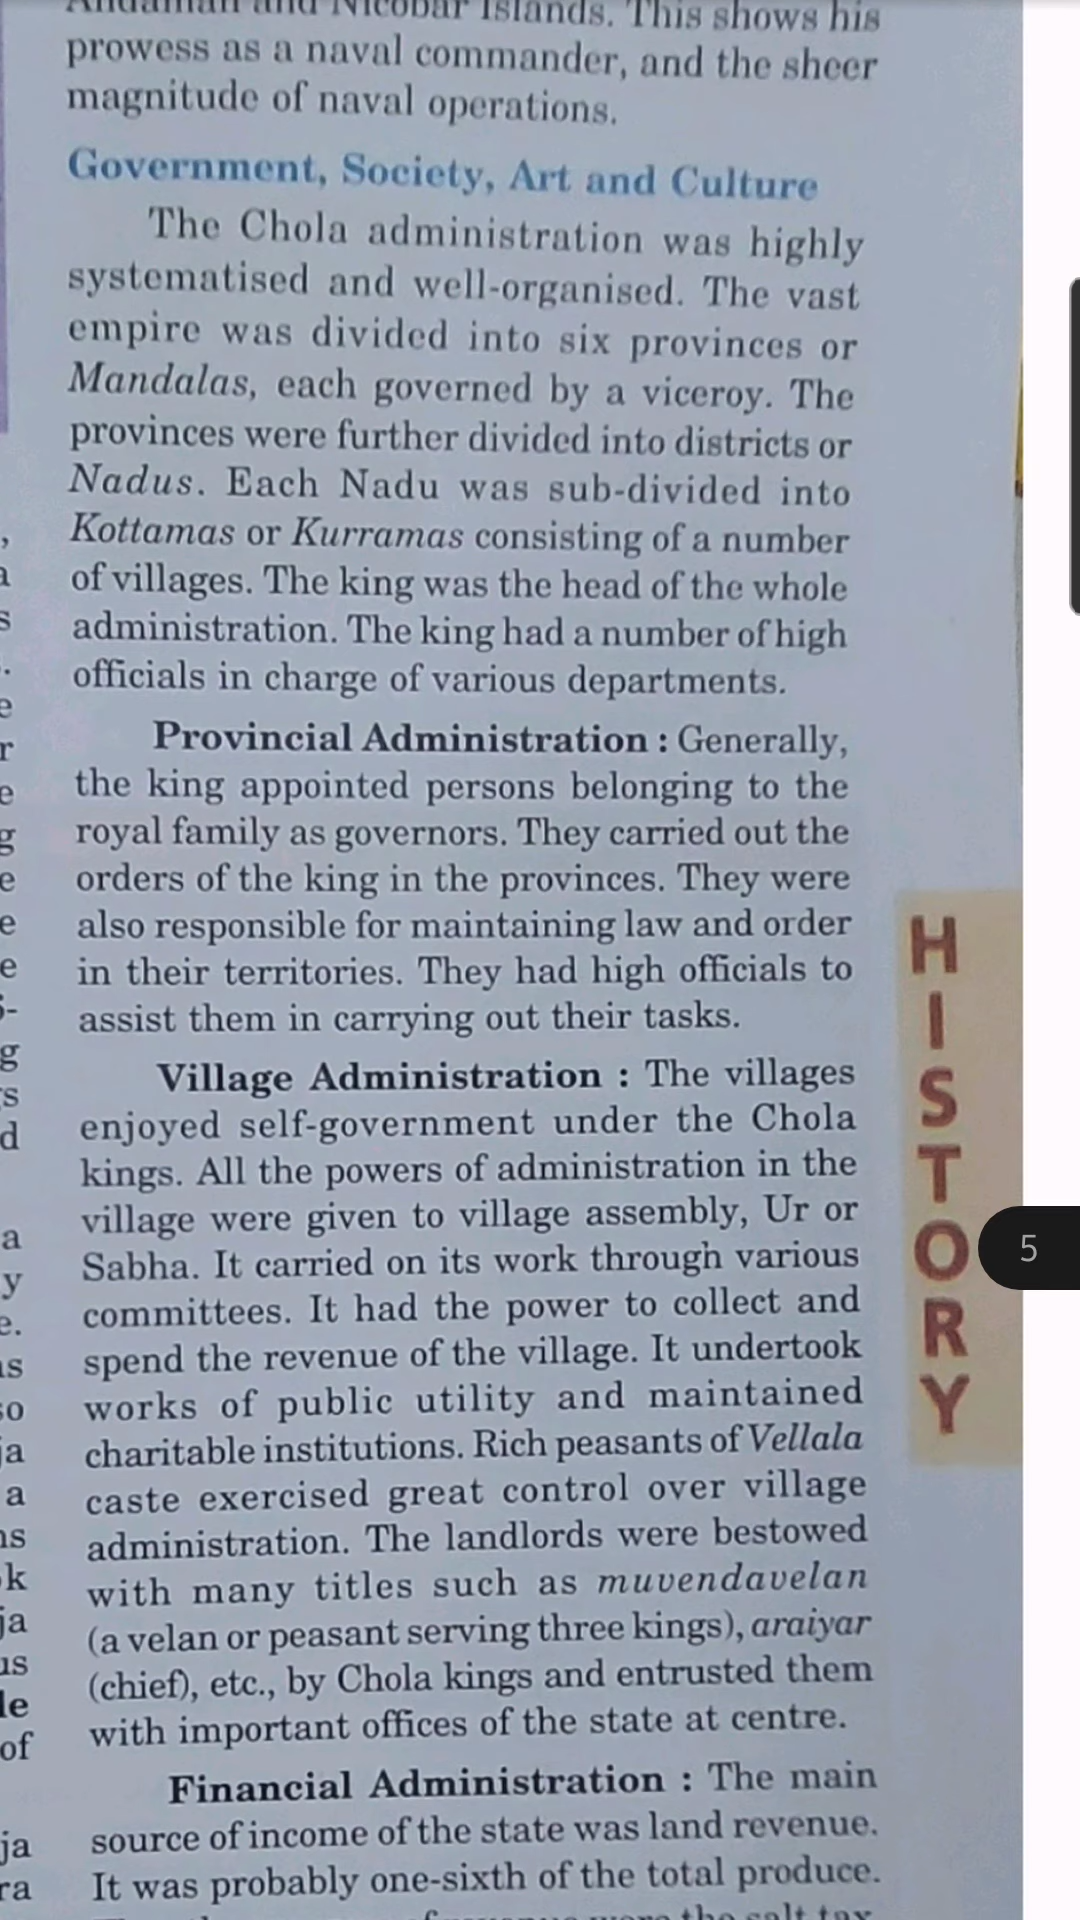 Andaman and Nicobar Islands. This shows his
prowess as a naval commander, and the sheer
magnitude of naval operations.
Government, Society, Art and Culture
The Chola administration was highly
systematised and well-organised. The vast
empire was divided into six provinces or
Mandalas, each governed by a viceroy. The
provinces were further divided into districts or
Nadus. Each Nadu was sub-divided into
Kottamas or Kurramas consisting of a number
of villages. The king was the head of the whole
administration. The king had a number of high
officials in charge of various departments.
Provincial Administration : Generally,
the king appointed persons belonging to the
royal family as governors. They carried out the
orders of the king in the provinces. They were
also responsible for maintaining law and order
in their territories. They had high officials to
assist them in carrying out their tasks.
Village Administration : The villages
enjoyed self-government under the Chola
kings. All the powers of administration in the
village were given to village assembly, Ur or
Sabha. It carried on its work through various
committees. It had the power to collect and
spend the revenue of the village. It undertook
works of public utility and maintained
charitable institutions. Rich peasants of Vellala
caste exercised great control over village
administration. The landlords were bestowed
with many titles such as muvendavelan
(a velan or peasant serving three kings), araiyar
(chief), etc., by Chola kings and entrusted them
with important offices of the state at centre.
Financial Administration : The main
source of income of the state was land revenue.
It was probably one-sixth of the total produce.
were the salt tax
HISTORY
5